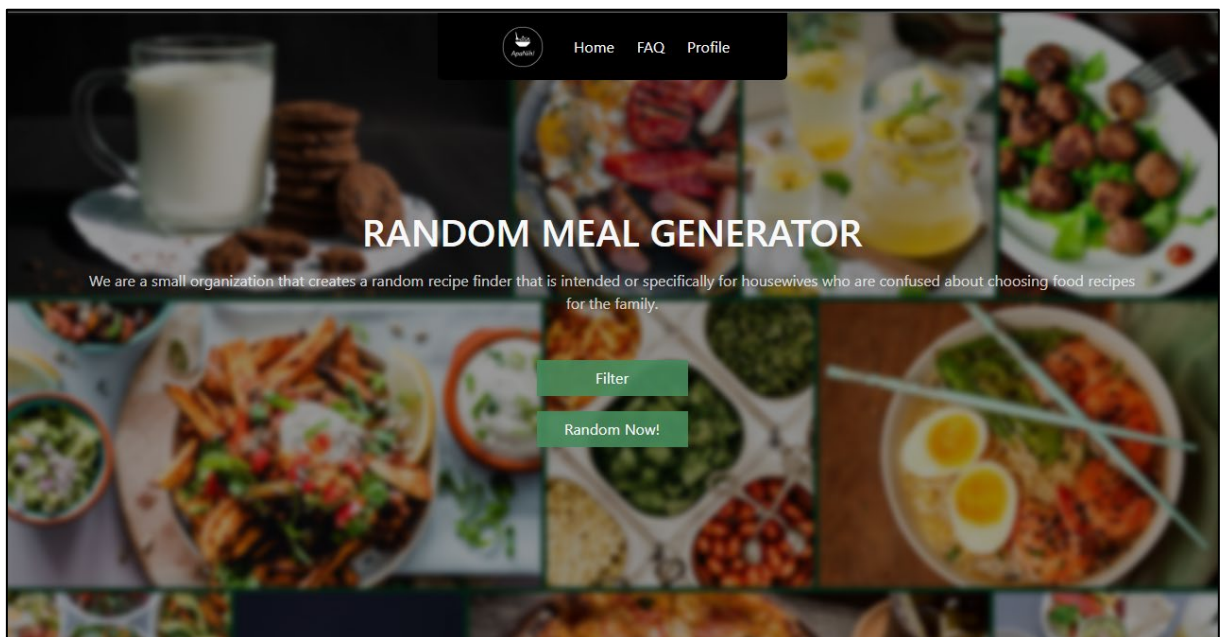 ApaNih!
Home FAQ Profile
RANDOM MEAL GENERATOR
We are a small organization that creates a random recipe finder that is intended or specifically for housewives who are confused about choosing food recipes
for the family.
Filter
Random Now!